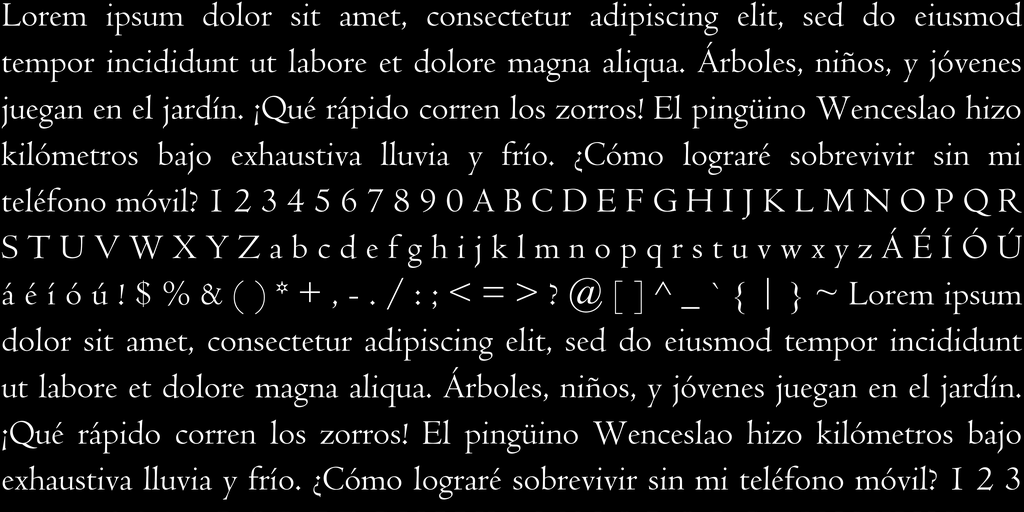 Lorem ipsum dolor sit amet, consectetur adipiscing elit, sed do eiusmod
tempor incididunt ut labore et dolore magna aliqua. Árboles, niños, y jóvenes
juegan en el jardín. ¡Qué rápido corren los zorros! El pingüino Wenceslao hizo
kilómetros bajo exhaustiva lluvia y frío. ¿Cómo lograré sobrevivir sin mi
teléfono móvil? 1 2 3 4 5 6 7 8 9 0 A B C D E F G H I J K L M N O P Q R
S T U V W X Y Z a b c d e f g h i j k l m n o p q r s t u v w x y z Á É Í Ó Ú
á é í ó ú ! $ % & ( ) * + , - . / : ; < = > ? @ [ ] ^ _ ` { | } ~ Lorem ipsum
dolor sit amet, consectetur adipiscing elit, sed do eiusmod tempor incididunt
ut labore et dolore magna aliqua. Árboles, niños, y jóvenes juegan en el jardín.
¡Qué rápido corren los zorros! El pingüino Wenceslao hizo kilómetros bajo
exhaustiva lluvia y frío. ¿Cómo lograré sobrevivir sin mi teléfono móvil? 1 2 3